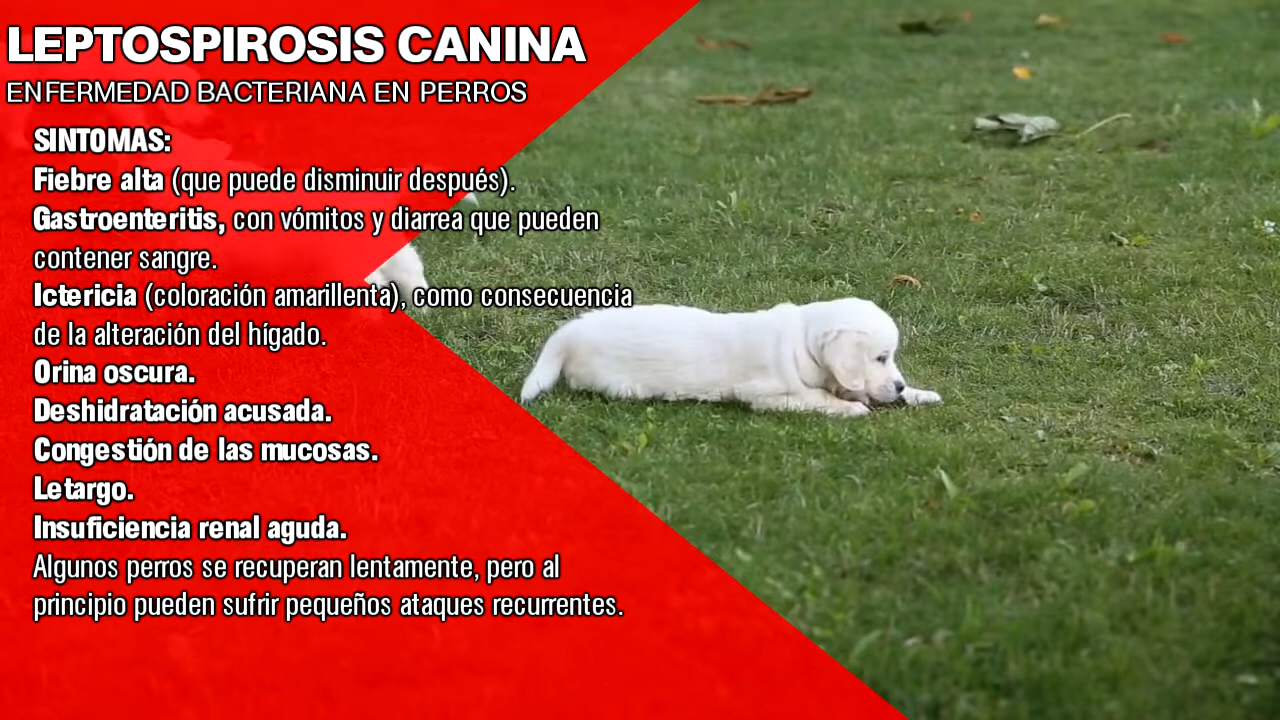 LEPTOSPIROSIS CANINA
ENFERMEDAD BACTERIANA EN PERROS
SINTOMAS:
Fiebre alta (que puede disminuir después).
Gastroenteritis, con vómitos y diarrea que pueden
contener sangre.
Ictericia (coloración amarillenta), como consecuencia
de la alteración del hígado.
Orina oscura.
Deshidratación acusada.
Congestión de las mucosas.
Letargo.
Insuficiencia renal aguda.
Algunos perros se recuperan lentamente, pero al
principio pueden sufrir pequeños ataques recurrentes.